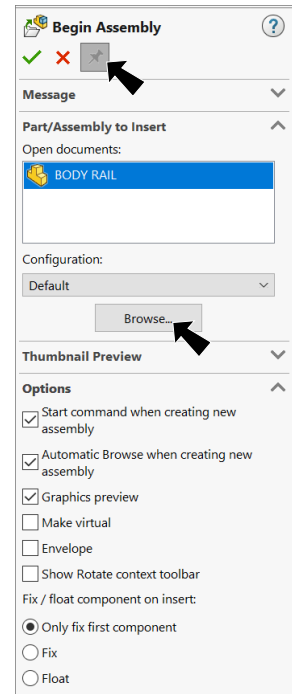 Begin Assembly
?
Message
Part/Assembly to Insert
Open documents:
BODY RAIL
Configuration:
Default
Browse...
Thumbnail Preview
Options
Start command when creating new
assembly
Automatic Browse when creating new
assembly
Graphics preview
Make virtual
Envelope
Show Rotate context toolbar
Fix / float component on insert:
Only fix first component
Fix
Float